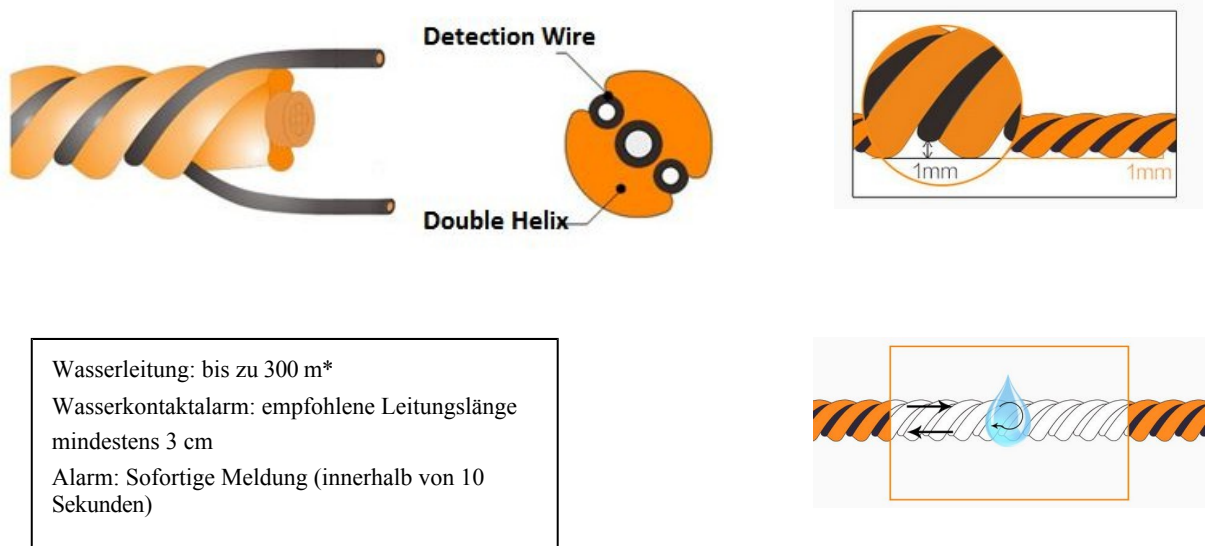 Detection Wire
Double Helix
1mm
1mm
Wasserleitung: bis zu 300 m*
Wasserkontaktalarm: empfohlene Leitungslänge
mindestens 3 cm
Alarm: Sofortige Meldung (innerhalb von 10
Sekunden)